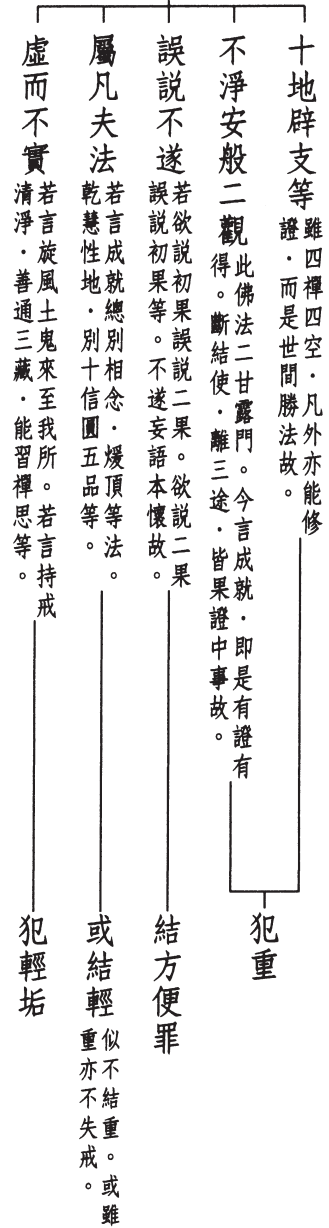 十地辟支等
雖四禪四空．凡外亦能修
證．而是世間勝法故。
不淨安般二觀
此佛法二甘露門。今言成就．即是有證有
得。斷結使．離三途．皆果證中事故。
犯重
誤説不遂
若欲説初果誤説二果。欲説二果
誤説初果等。不遂妄語本懷故。
結方便罪
屬凡夫法
若言成就總別相念．煖頂等法。
乾慧性地．別十信圓五品等。
或結輕
似不結重。或雖
重亦不失戒。
虛而不實
若言旋風土鬼來至我所。若言持戒
清淨．善通三藏．能習禪思等。
犯輕垢